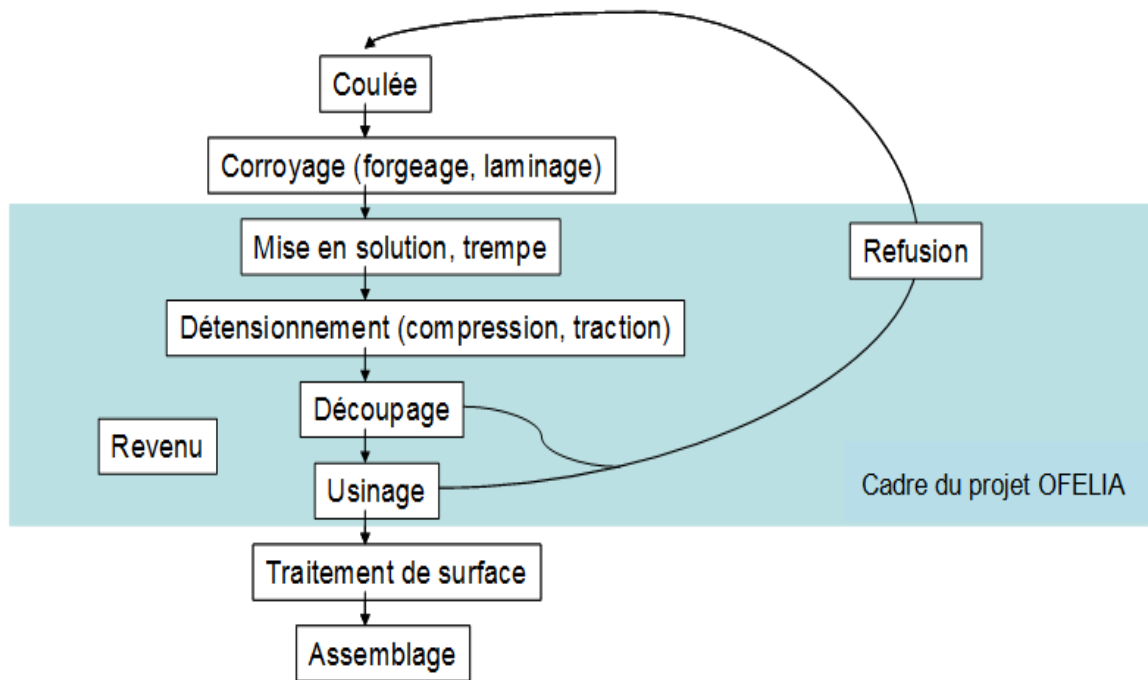 Coulée
Corroyage (forgeage, laminage)
Mise en solution, trempe
Refusion
Détensionnement (compression, traction)
Découpage
Revenu
Usinage
Cadre du projet OFELIA
Traitement de surface
Assemblage